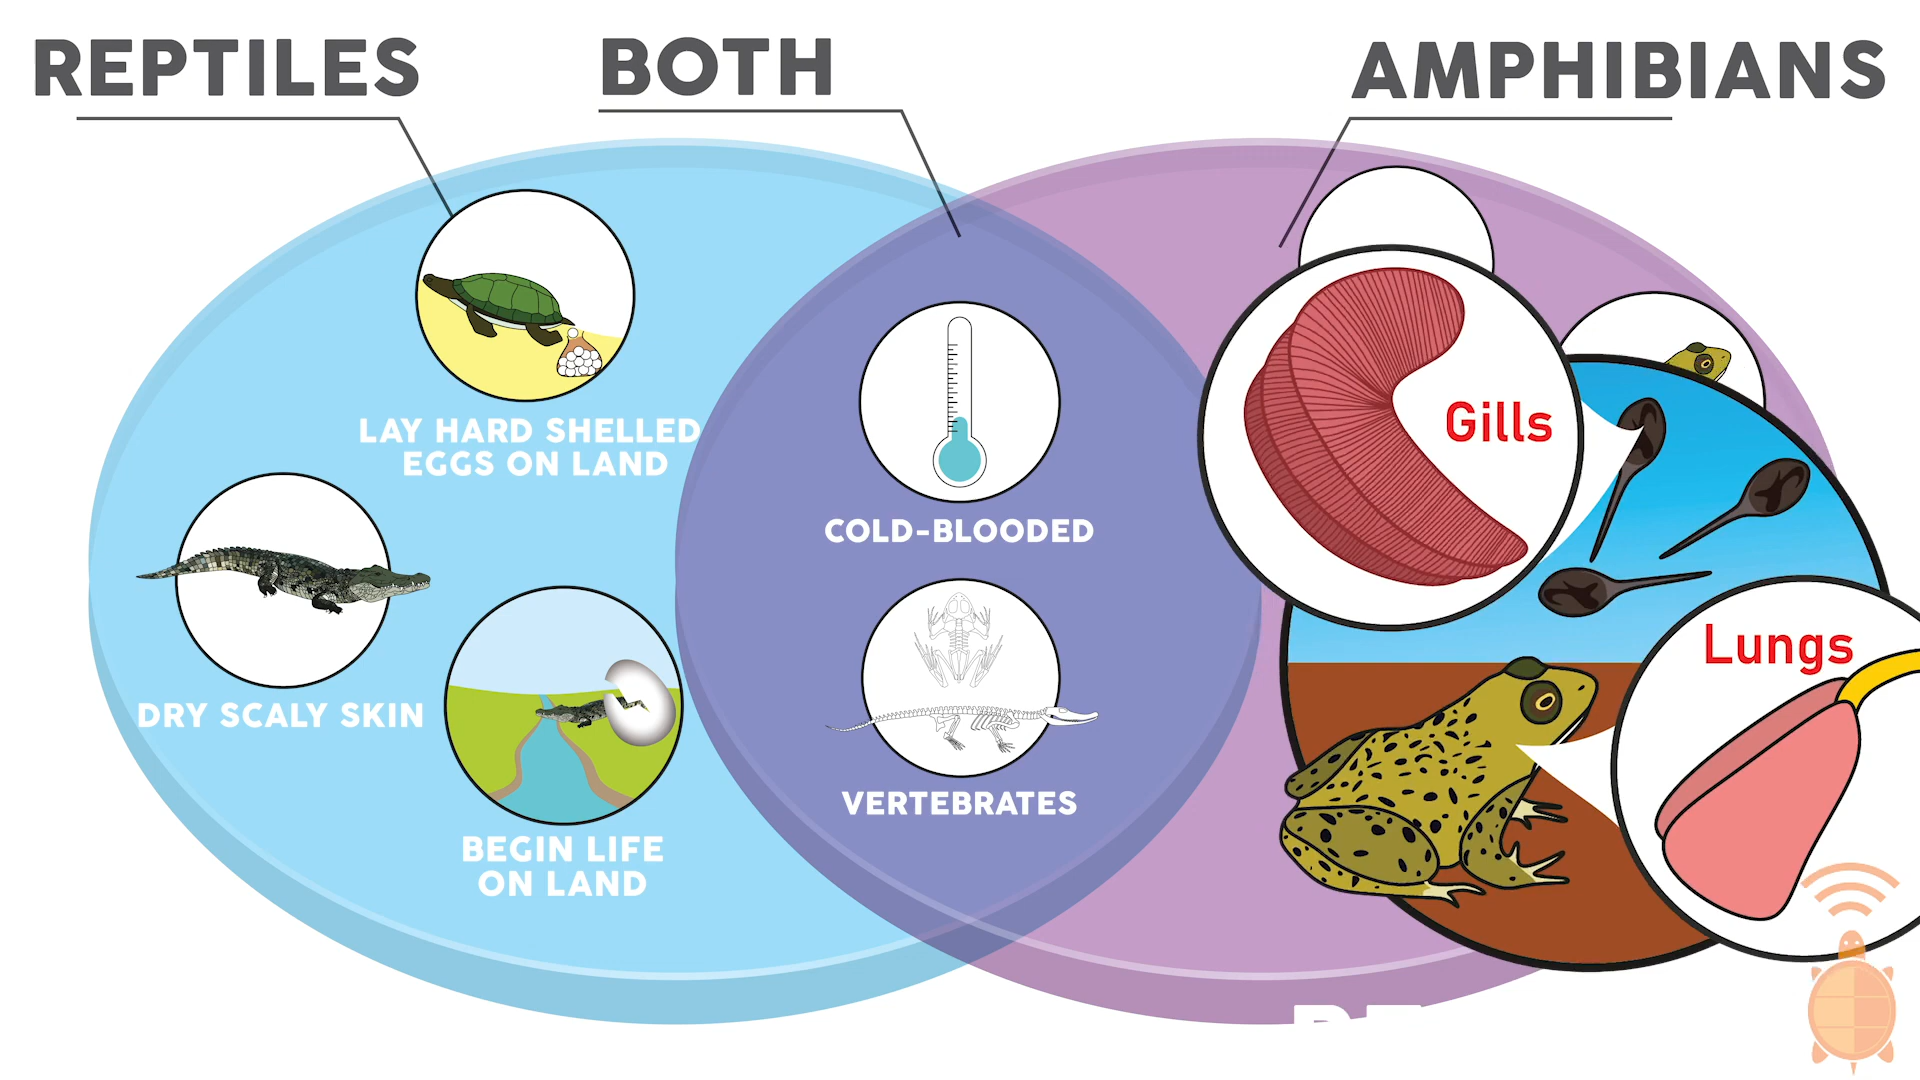 REPTILES
BOTH
AMPHIBIANS
LAY HARD SHELLED
EGGS ON LAND
DRY SCALY SKIN
BEGIN LIFE
ON LAND
COLD-BLOODED
VERTEBRATES
Gills
Lungs